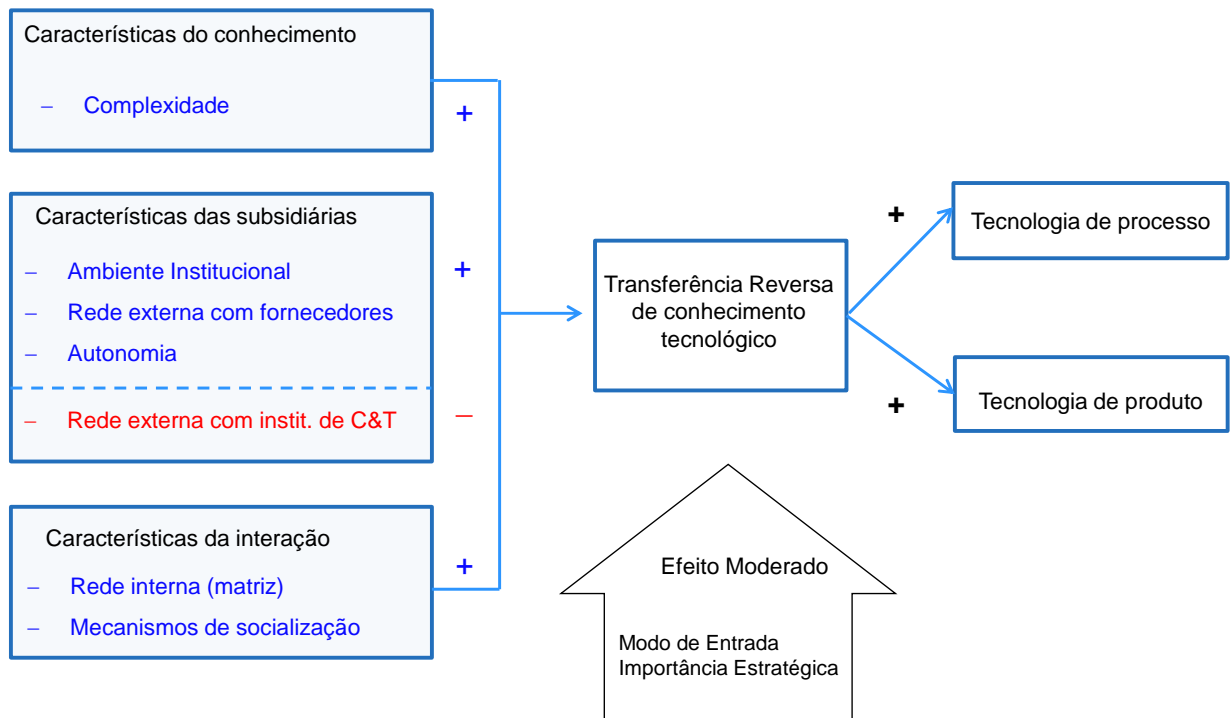 Características do conhecimento
– Complexidade
+
Características das subsidiárias
– Ambiente Institucional
+
– Rede externa com fornecedores
– Autonomia
– Rede externa com instit. de C&T
–
Características da interação
– Rede interna (matriz)
+
– Mecanismos de socialização
Transferência Reversa
de conhecimento
tecnológico
+
Tecnologia de processo
+
Tecnologia de produto
Efeito Moderado
Modo de Entrada
Importância Estratégica